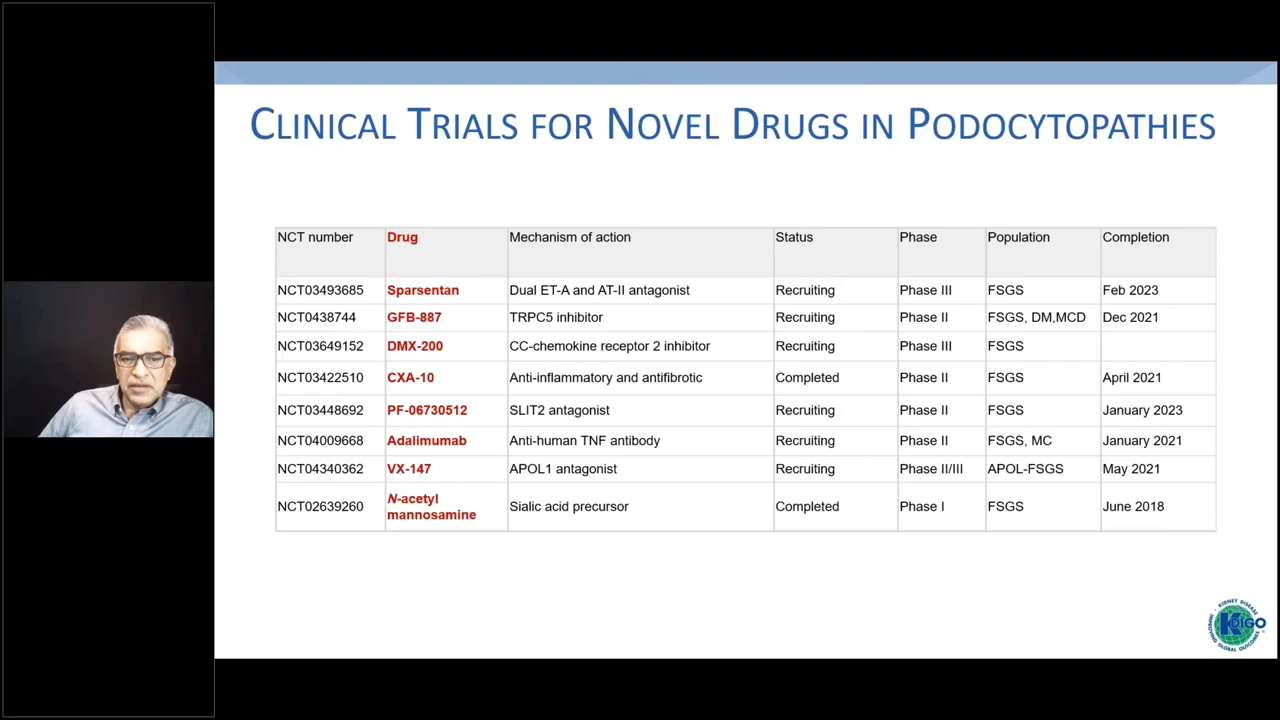 CLINICAL TRIALS FOR NOVEL DRUGS IN PODOCYTOPATHIES
NCT number Drug Mechanism of action Status Phase Population Completion
NCT03493685 Sparsentan Dual ET-A and AT-II antagonist Recruiting Phase III FSGS Feb 2023
NCT0438744 GFB-887 TRPC5 inhibitor Recruiting Phase II FSGS, DM,MCD Dec 2021
NCT03649152 DMX-200 CC-chemokine receptor 2 inhibitor Recruiting Phase III FSGS
NCT03422510 CXA-10 Anti-inflammatory and antifibrotic Completed Phase II FSGS April 2021
NCT03448692 PF-06730512 SLIT2 antagonist Recruiting Phase II FSGS January 2023
NCT04009668 Adalimumab Anti-human TNF antibody Recruiting Phase II FSGS, MC January 2021
NCT04340362 VX-147 APOL1 antagonist Recruiting Phase II/III APOL-FSGS May 2021
NCT02639260 N-acetyl mannosamine Sialic acid precursor Completed Phase I FSGS June 2018
KIDNEY DISEASE
KDIGO
IMPROVING GLOBAL OUTCOMES